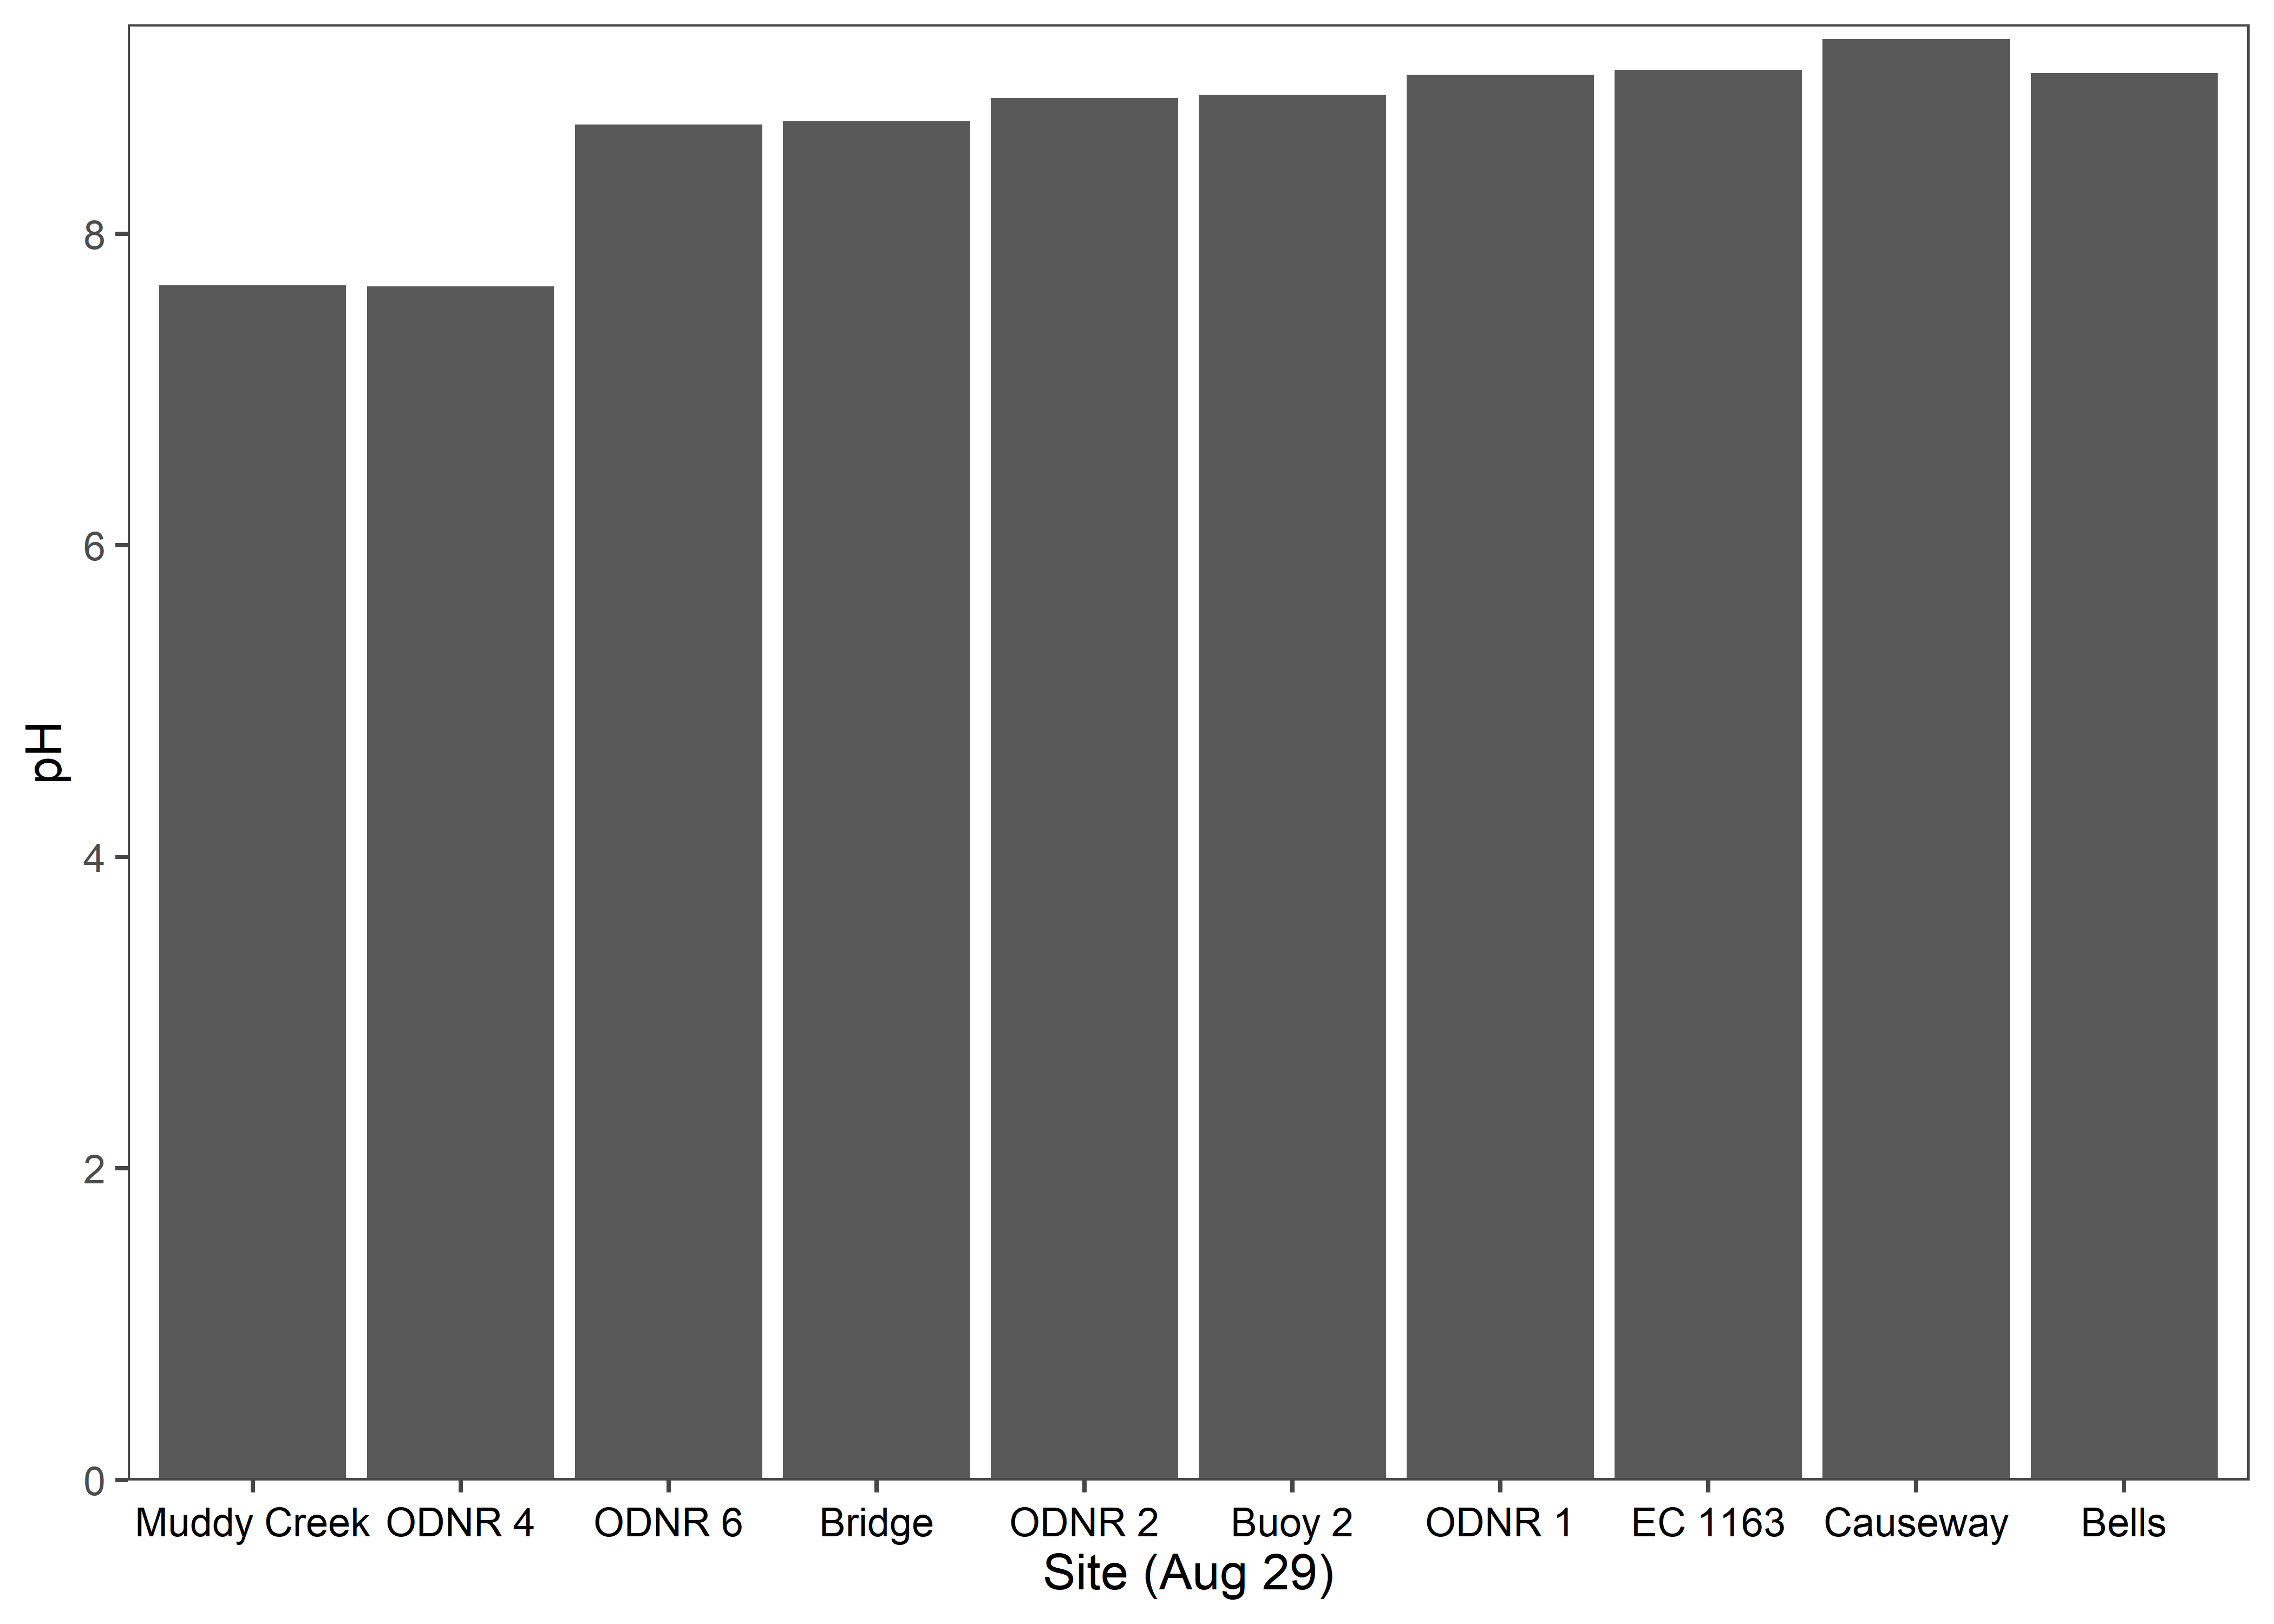 pH
8
6
4
2
0
Muddy Creek ODNR 4 ODNR 6 Bridge ODNR 2 Buoy 2 ODNR 1 EC 1163 Causeway Bells
Site (Aug 29)